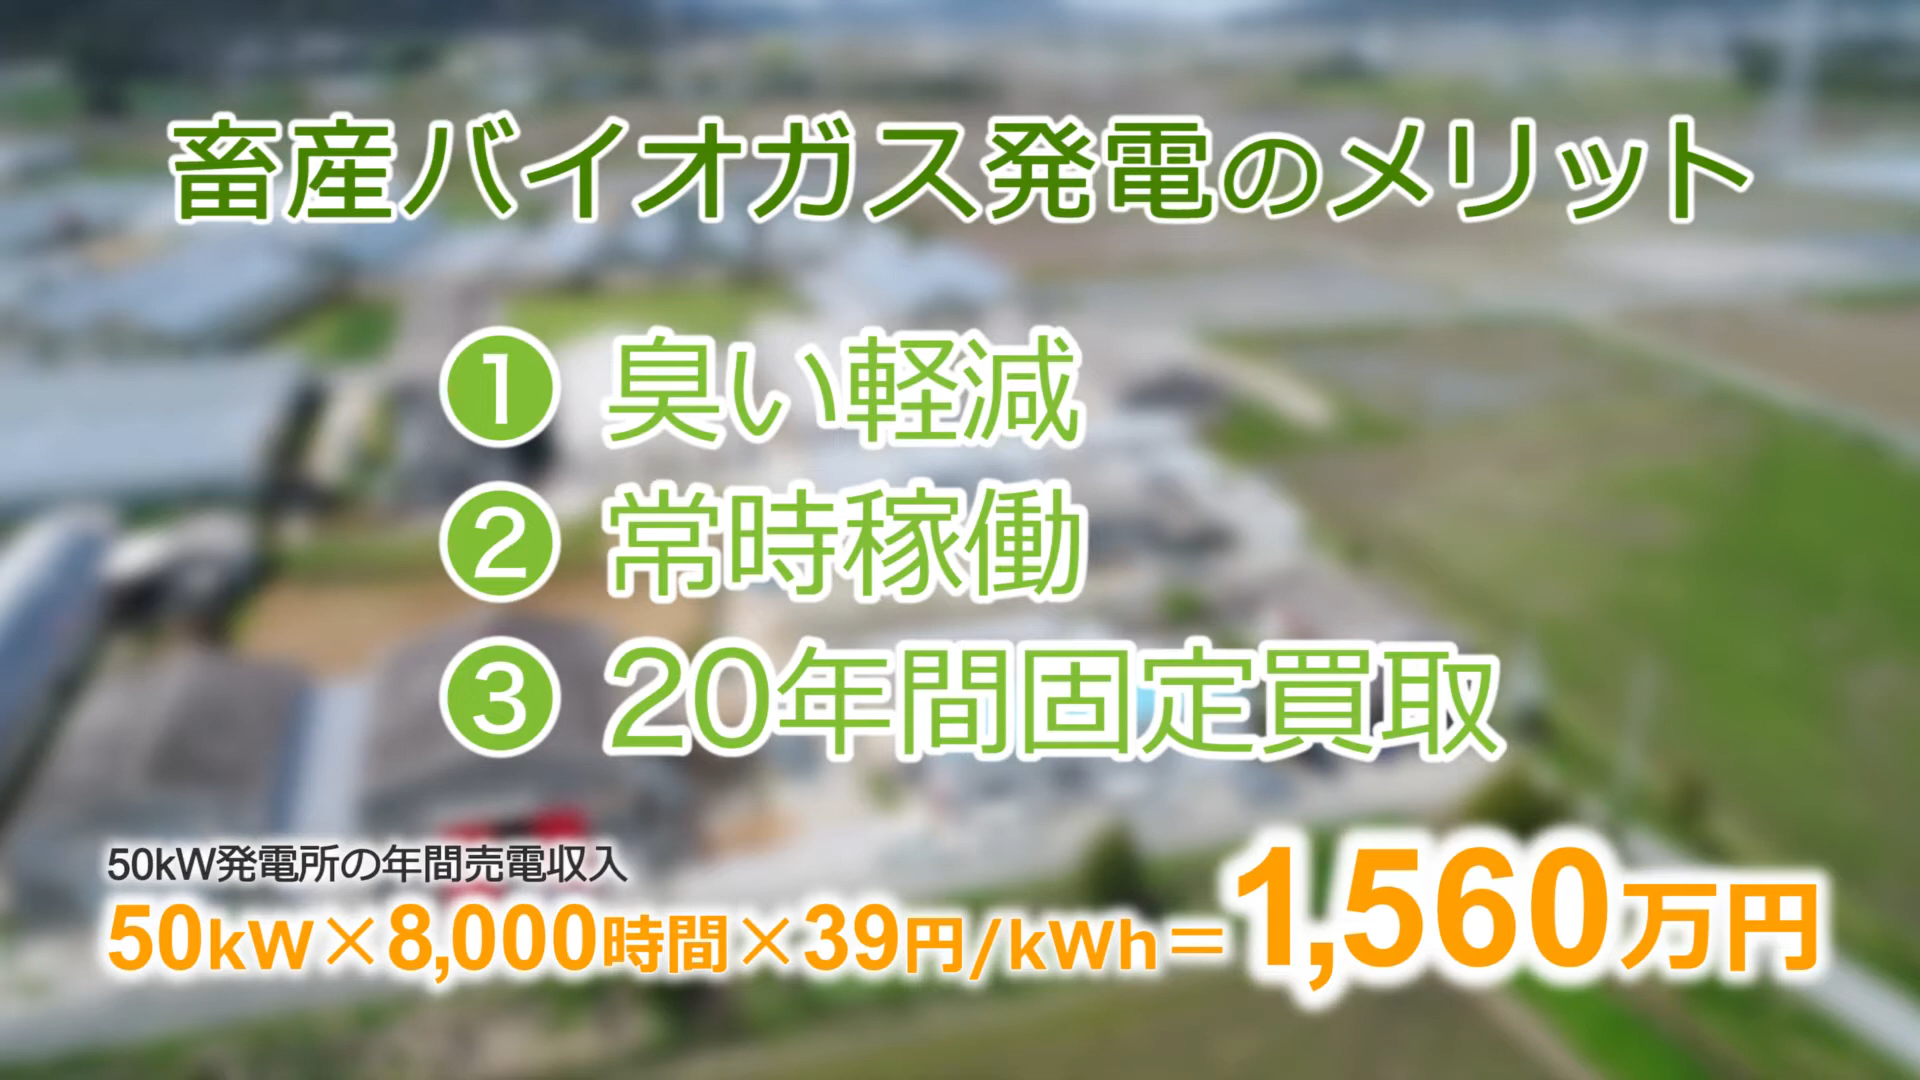 畜産バイオガス発電のメリット
❶ 臭い軽減
❷ 常時稼働
❸ 20年間固定買取
50kW発電所の年間売電収入
50kW×8,000時間×39円/kWh=1,560万円